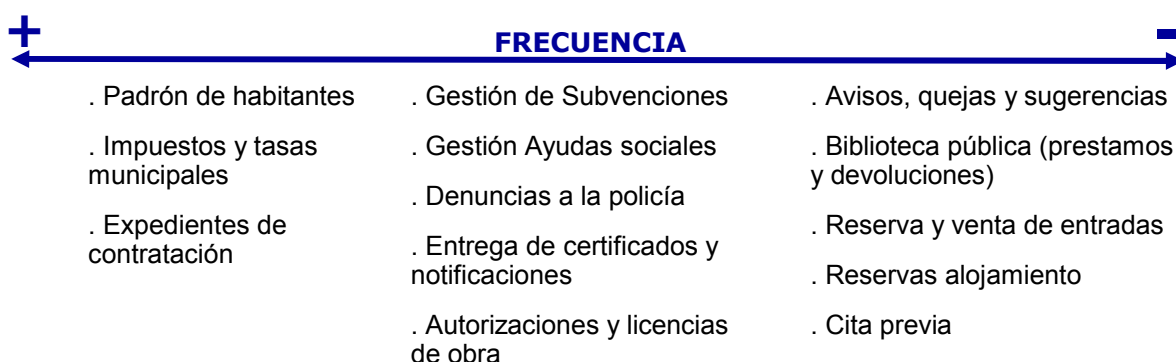 + FRECUENCIA -
. Padrón de habitantes
. Impuestos y tasas
municipales
. Expedientes de
contratación
. Gestión de Subvenciones
. Gestión Ayudas sociales
. Denuncias a la policía
. Entrega de certificados y
notificaciones
. Autorizaciones y licencias
de obra
. Avisos, quejas y sugerencias
. Biblioteca pública (prestamos
y devoluciones)
. Reserva y venta de entradas
. Reservas alojamiento
. Cita previa